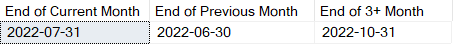 End of Current Month End of Previous Month End of 3+ Month
2022-07-31 2022-06-30 2022-10-31